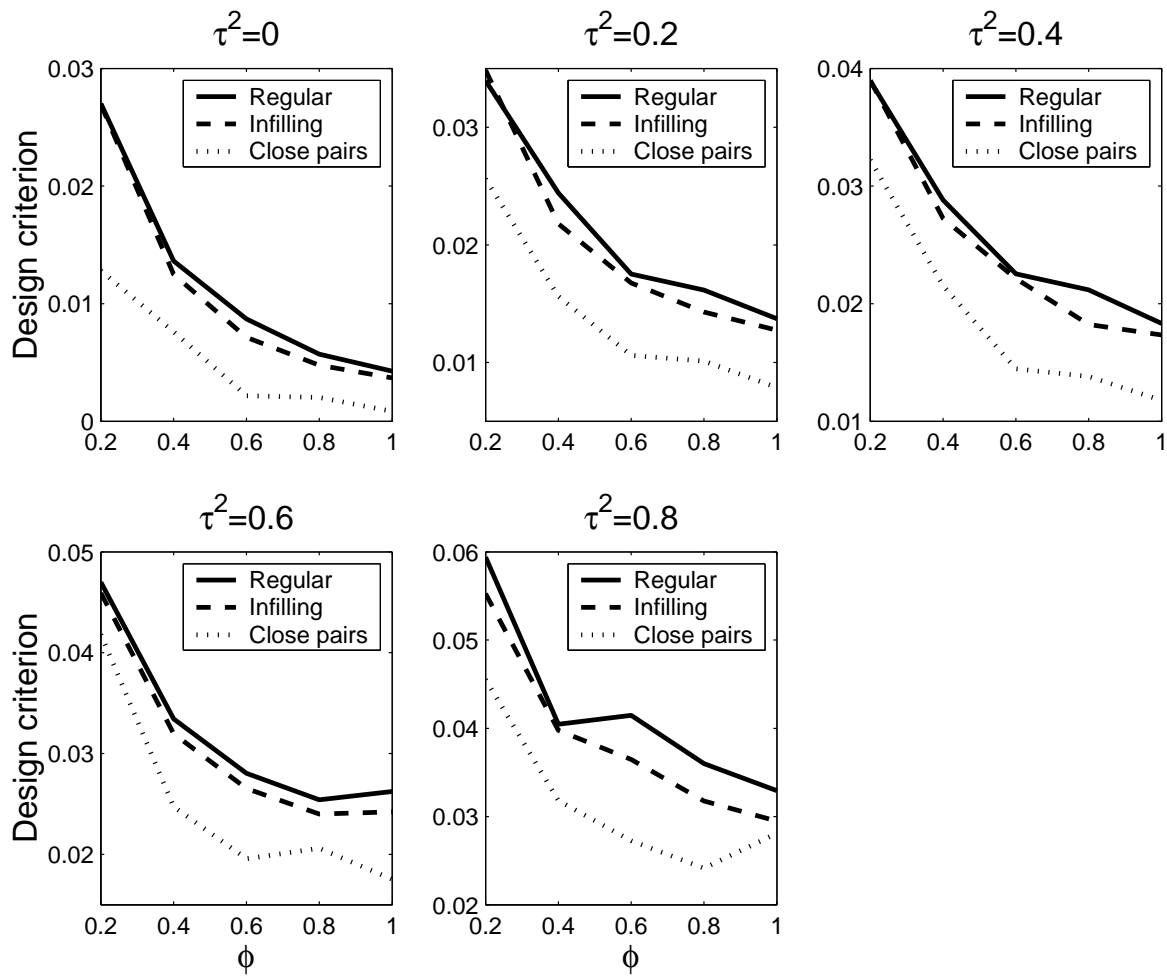 τ²=0
0.03
0.02
0.01
0
0.2 0.4 0.6 0.8 1
Design criterion
Regular
Infilling
Close pairs
τ²=0.2
0.03
0.02
0.01
0.2 0.4 0.6 0.8 1
Regular
Infilling
Close pairs
τ²=0.4
0.04
0.03
0.02
0.01
0.2 0.4 0.6 0.8 1
Regular
Infilling
Close pairs
τ²=0.6
0.05
0.04
0.03
0.02
0.2 0.4 0.6 0.8 1
Design criterion
ϕ
Regular
Infilling
Close pairs
τ²=0.8
0.06
0.05
0.04
0.03
0.02
0.2 0.4 0.6 0.8 1
ϕ
Regular
Infilling
Close pairs